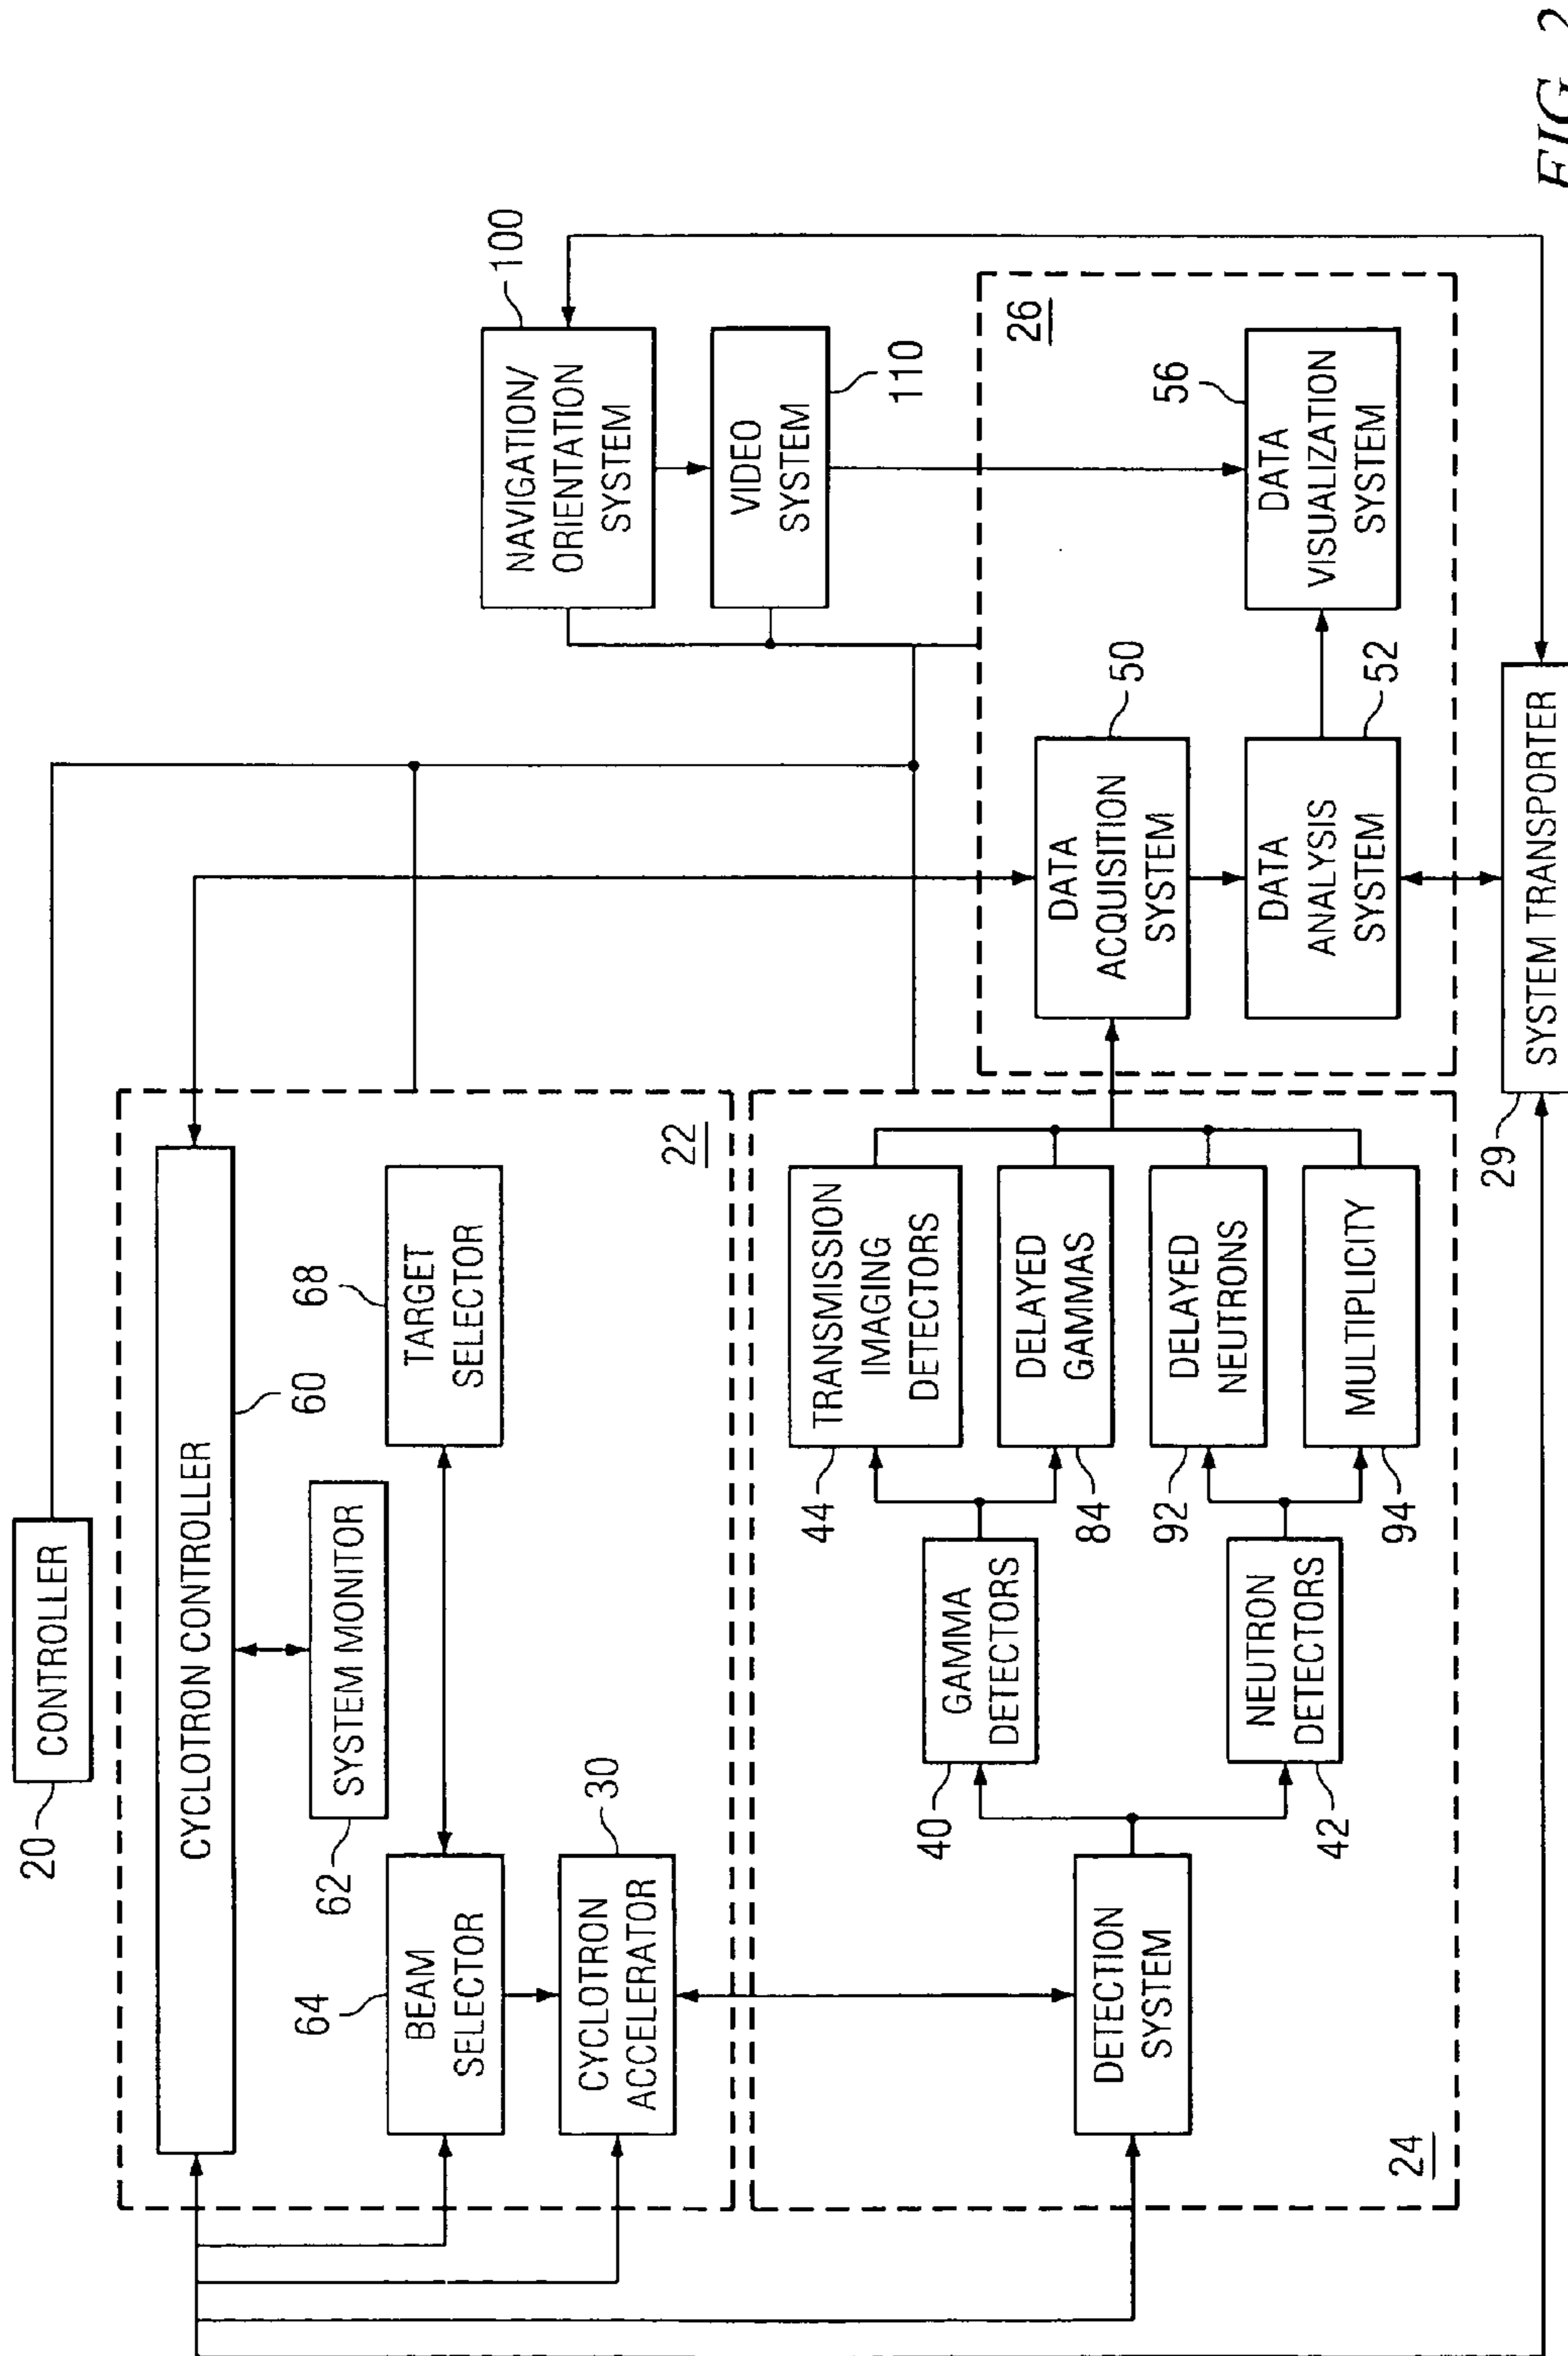 20
CONTROLLER
CYCLOTRON CONTROLLER
60
62
SYSTEM MONITOR
64
BEAM
SELECTOR
68
TARGET
SELECTOR
30
CYCLOTRON
ACCELERATOR
22
100
NAVIGATION/
ORIENTATION
SYSTEM
VIDEO
SYSTEM
110
DETECTION
SYSTEM
24
40
GAMMA
DETECTORS
42
NEUTRON
DETECTORS
44
TRANSMISSION
IMAGING
DETECTORS
84
DELAYED
GAMMAS
92
DELAYED
NEUTRONS
94
MULTIPLICITY
26
DATA
ACQUISITION
SYSTEM
50
DATA
ANALYSIS
SYSTEM
52
56
DATA
VISUALIZATION
SYSTEM
29
SYSTEM TRANSPORTER
FIG. 2